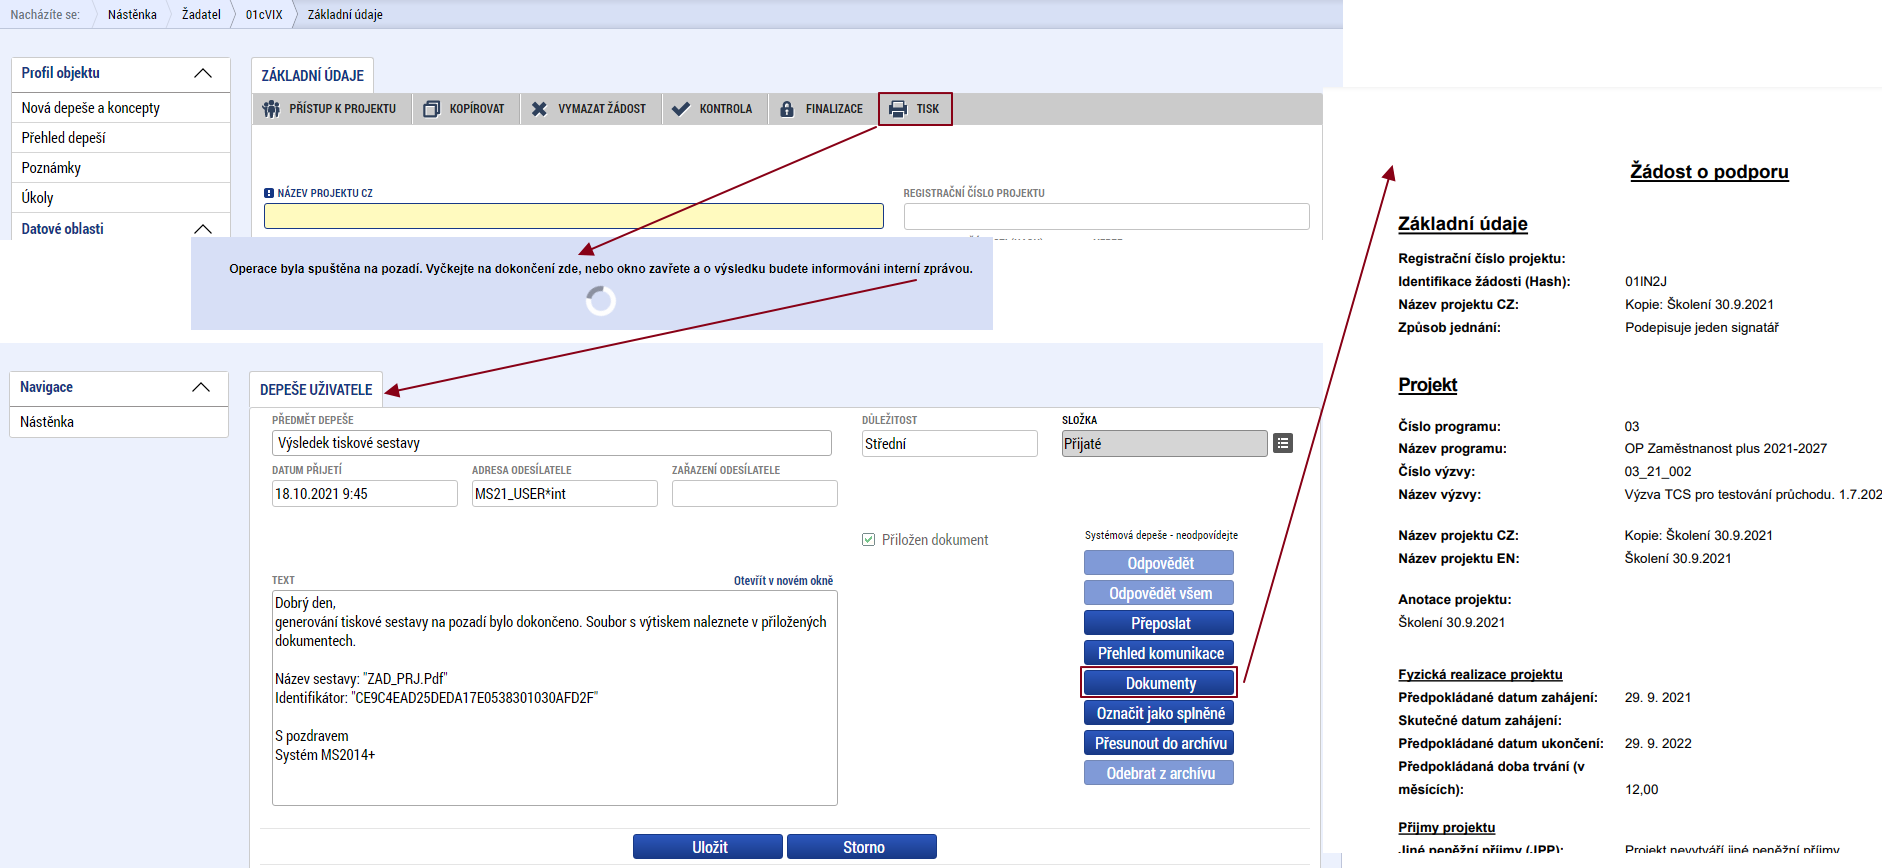 Nacházíte se: Nástěnka Žadatel 01cVIX Základní údaje
Profil objektu
Nová depeše a koncepty
Přehled depeší
Poznámky
Úkoly
Datové oblasti
ZÁKLADNÍ ÚDAJE
PŘÍSTUP K PROJEKTU KOPÍROVAT VYMAZAT ŽÁDOST KONTROLA FINALIZACE TISK
NÁZEV PROJEKTU CZ REGISTRAČNÍ ČÍSLO PROJEKTU
Operace byla spuštěna na pozadí. Vyčkejte na dokončení zde, nebo okno zavřete a o výsledku budete informováni interní zprávou.
Navigace
Nástěnka
DEPEŠE UŽIVATELE
PŘEDMĚT DEPEŠE DŮLEŽITOST SLOŽKA
Výsledek tiskové sestavy Střední Přijaté
DATUM PŘIJETÍ ADRESA ODESÍLATELE ZAŘAZENÍ ODESÍLATELE
18.10.2021 9:45 MS21_USER*int
Přiložen dokument
TEXT Otevřít v novém okně
Dobrý den,
generování tiskové sestavy na pozadí bylo dokončeno. Soubor s výtiskem naleznete v přiložených
dokumentech.
Název sestavy: "ZAD_PRJ.Pdf"
Identifikátor: "CE9C4EAD25DEDA17E0538301030AFD2F"
S pozdravem
Systém MS2014+
Systémová depeše - neodpovídejte
Odpovědět
Odpovědět všem
Přeposlat
Přehled komunikace
Dokumenty
Označit jako splněné
Přesunout do archívu
Odebrat z archívu
Uložit Storno
Žádost o podporu
Základní údaje
Registrační číslo projektu:
Identifikace žádosti (Hash): 01IN2J
Název projektu CZ: Kopie: Školení 30.9.2021
Způsob jednání: Podepisuje jeden signatář
Projekt
Číslo programu: 03
Název programu: OP Zaměstnanost plus 2021-2027
Číslo výzvy: 03_21_002
Název výzvy: Výzva TCS pro testování průchodu. 1.7.202
Název projektu CZ: Kopie: Školení 30.9.2021
Název projektu EN: Školení 30.9.2021
Anotace projektu:
Školení 30.9.2021
Fyzická realizace projektu
Předpokládané datum zahájení: 29. 9. 2021
Skutečné datum zahájení:
Předpokládané datum ukončení: 29. 9. 2022
Předpokládaná doba trvání (v
měsících): 12,00
Příjmy projektu
Jiné peněžní příjmy (JPP): Projekt nevytváří jiné peněžní příjmy